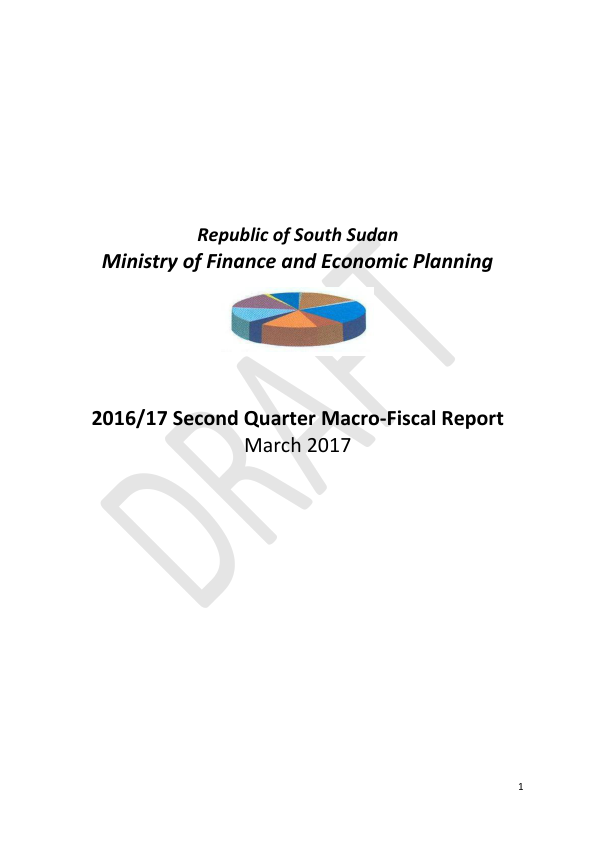 Republic of South Sudan
Ministry of Finance and Economic Planning
DRAFT
2016/17 Second Quarter Macro-Fiscal Report
March 2017
1